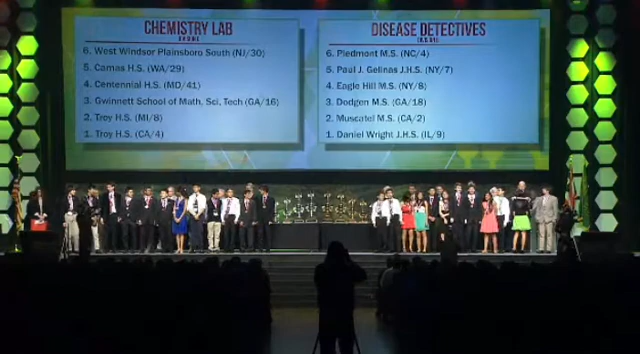 CHEMISTRY LAB
6. West Windsor Plainsboro South (NJ/30)
5. Camas H.S. (WA/29)
4. Centennial H.S. (MD/41)
3. Gwinnett School of Math, Sci, Tech (GA/16)
2. Troy H.S. (MI/8)
1. Troy H.S. (CA/4)
DISEASE DETECTIVES
6. Piedmont M.S. (NC/4)
5. Paul J. Gelinas J.H.S. (NY/7)
4. Eagle Hill M.S. (NY/8)
3. Dodgen M.S. (GA/18)
2. Muscatel M.S. (CA/2)
1. Daniel Wright J.H.S. (IL/9)